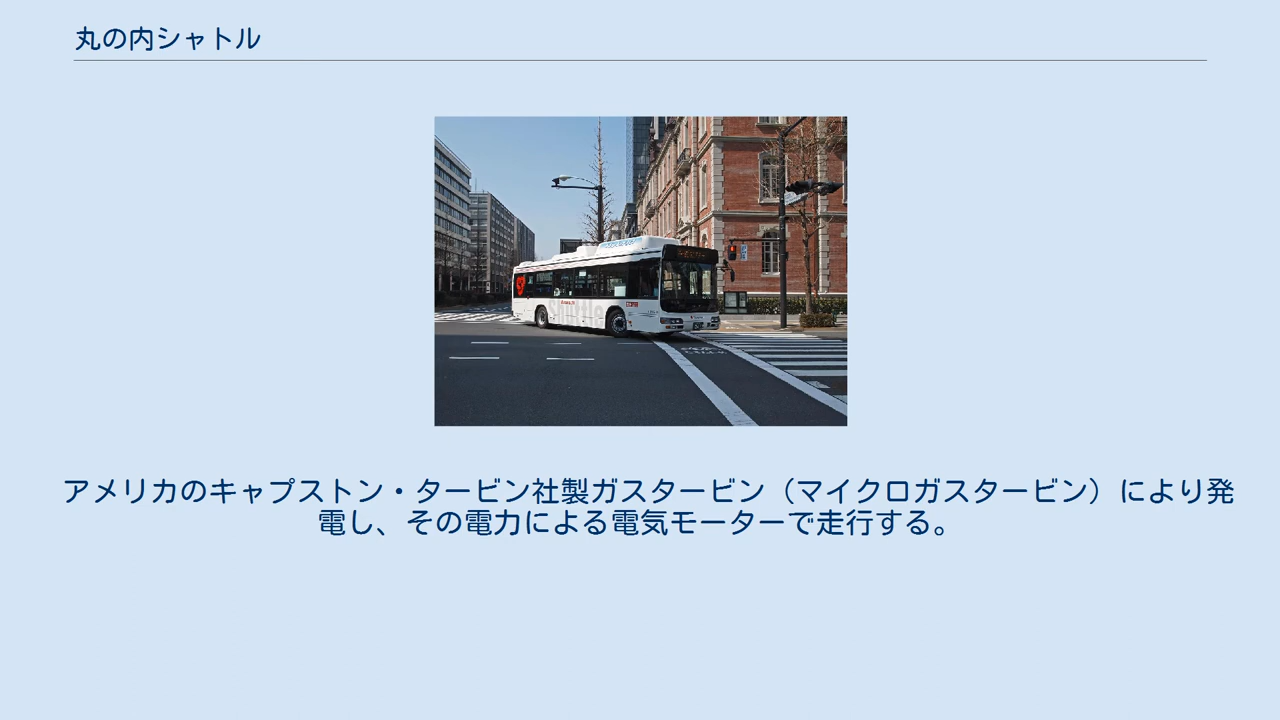 丸の内シャトル
Shuttle
アメリカのキャプストン・タービン社製ガスタービン（マイクロガスタービン）により発
電し、その電力による電気モーターで走行する。